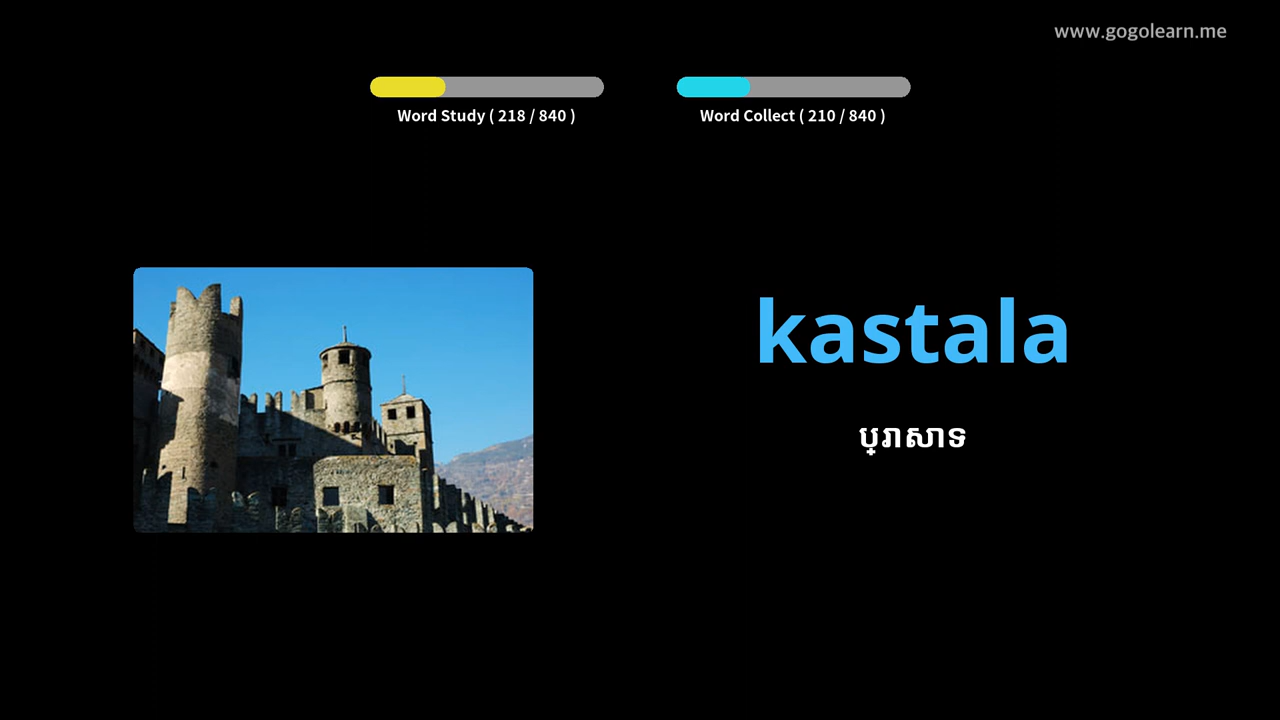 www.gogolearn.me
Word Study ( 218 / 840 )
Word Collect ( 210 / 840 )
kastala
ប្រាសាទ